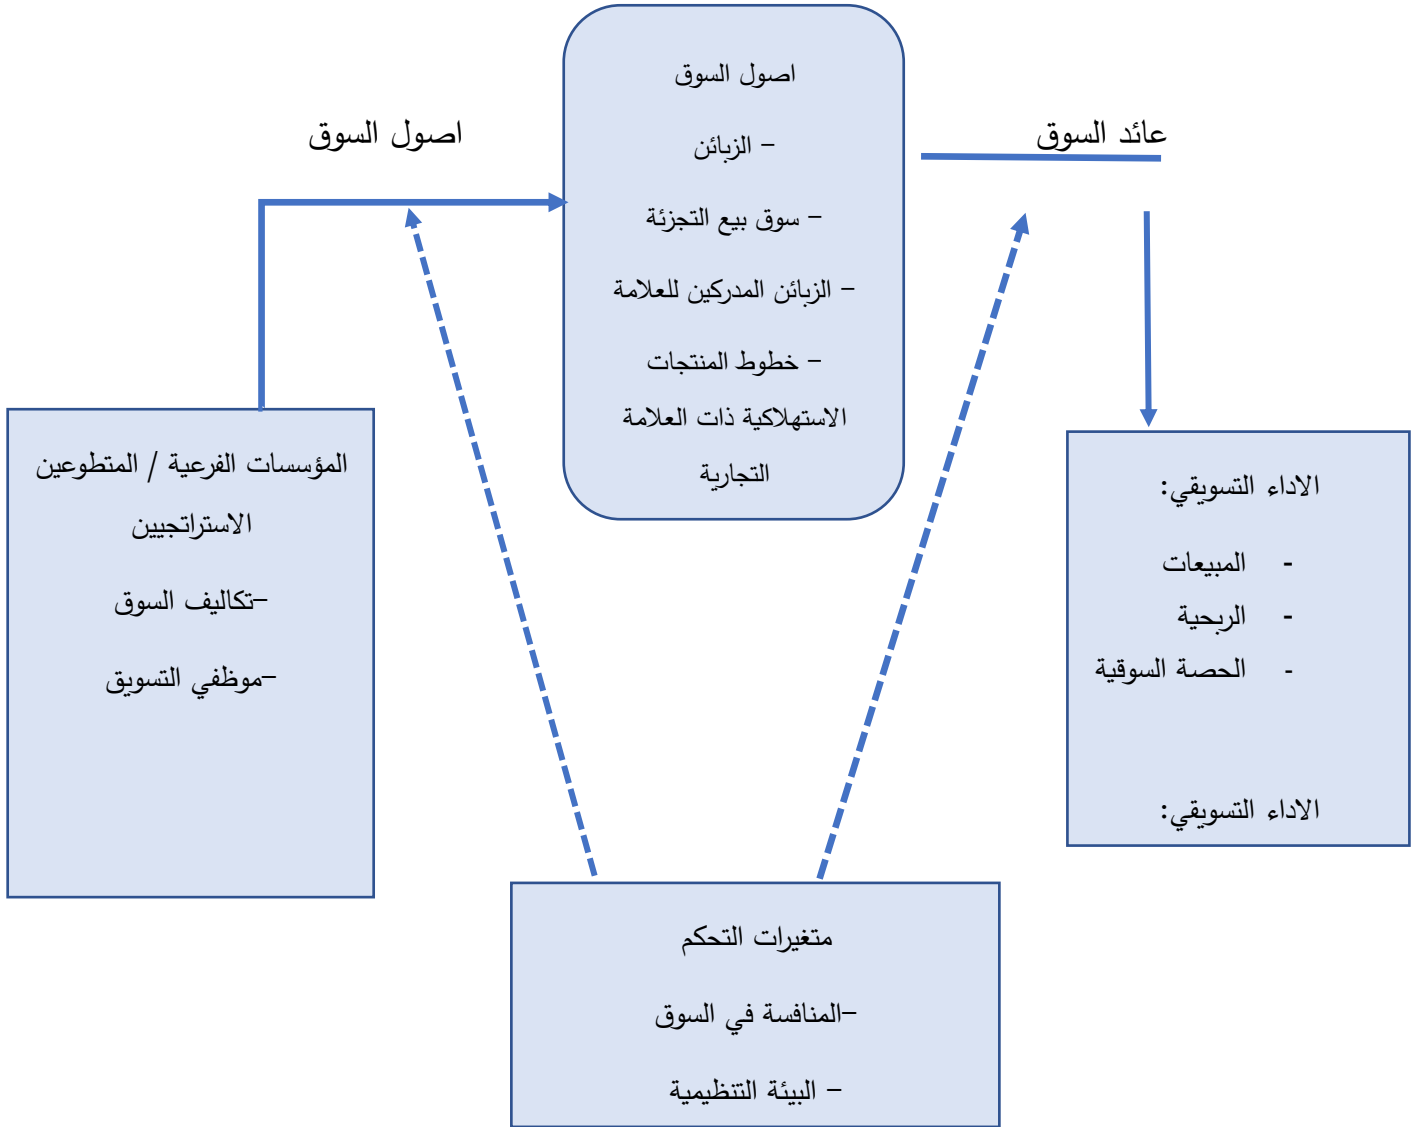 اصول السوق
– الزبائن
– سوق بيع التجزئة
– الزبائن المدركين للعلامة
– خطوط المنتجات
الاستهلاكية ذات العلامة
التجارية
عائد السوق
اصول السوق
الاداء التسويقي:
- المبيعات
- الربحية
- الحصة السوقية
الاداء التسويقي:
المؤسسات الفرعية / المتطوعين
الاستراتجيين
–تكاليف السوق
–موظفي التسويق
متغيرات التحكم
–المنافسة في السوق
– البيئة التنظيمية